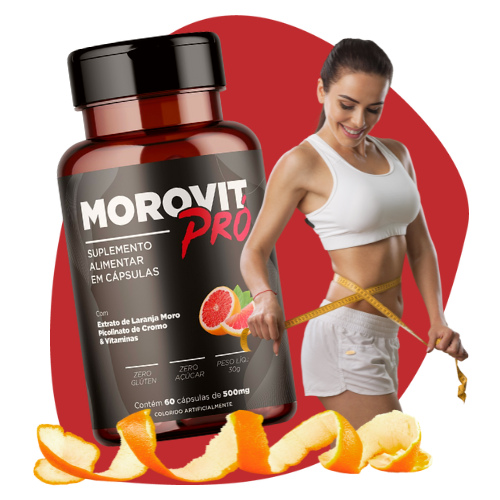 MOROVIT
PRÓ
SUPLEMENTO
ALIMENTAR
EM CÁPSULAS
Com
Extrato de Laranja Moro
Picolinato de Cromo
& Vitaminas
ZERO
GLÚTEN
ZERO
AÇÚCAR
PESO LÍQ.
30g
Contém 60 cápsulas de 500mg
COLORIDO ARTIFICIALMENTE